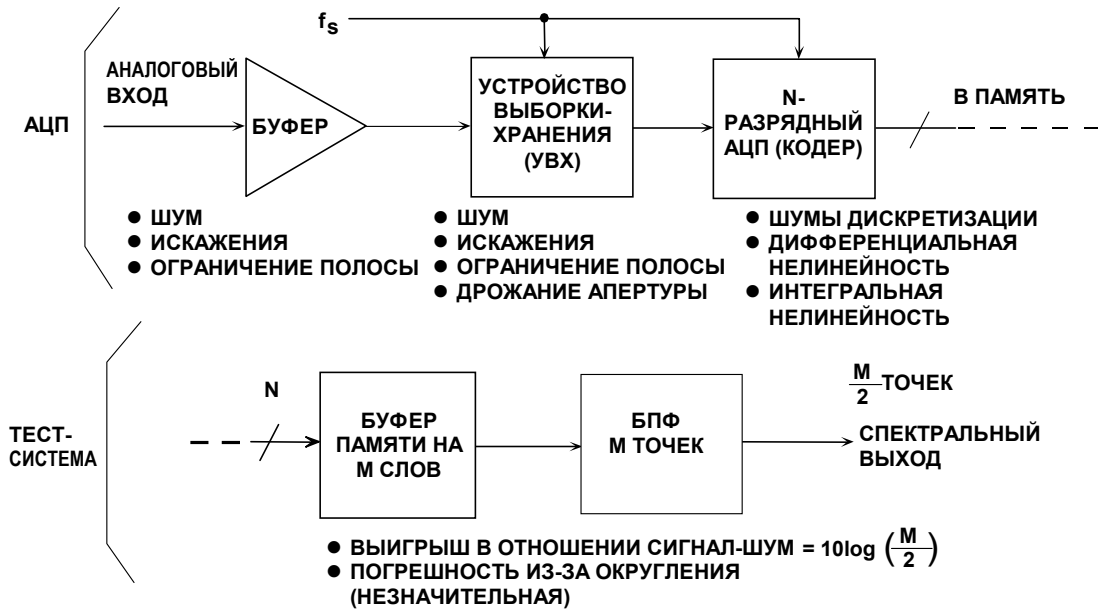 f_s
АЦП
АНАЛОГОВЫЙ
ВХОД
БУФЕР
УСТРОЙСТВО
ВЫБОРКИ-
ХРАНЕНИЯ
(УВХ)
N-
РАЗРЯДНЫЙ
АЦП (КОДЕР)
В ПАМЯТЬ
● ШУМ
● ИСКАЖЕНИЯ
● ОГРАНИЧЕНИЕ ПОЛОСЫ
● ШУМ
● ИСКАЖЕНИЯ
● ОГРАНИЧЕНИЕ ПОЛОСЫ
● ДРОЖАНИЕ АПЕРТУРЫ
● ШУМЫ ДИСКРЕТИЗАЦИИ
● ДИФФЕРЕНЦИАЛЬНАЯ
НЕЛИНЕЙНОСТЬ
● ИНТЕГРАЛЬНАЯ
НЕЛИНЕЙНОСТЬ
ТЕСТ-
СИСТЕМА
N
БУФЕР
ПАМЯТИ НА
M СЛОВ
БПФ
M ТОЧЕК
M/2 ТОЧЕК
СПЕКТРАЛЬНЫЙ
ВЫХОД
● ВЫИГРЫШ В ОТНОШЕНИИ СИГНАЛ-ШУМ = 10log (M/2)
● ПОГРЕШНОСТЬ ИЗ-ЗА ОКРУГЛЕНИЯ
(НЕЗНАЧИТЕЛЬНАЯ)